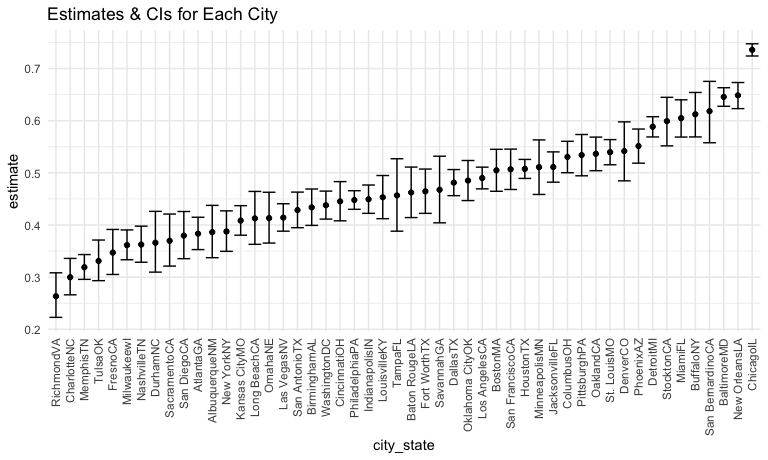 Estimates & CIs for Each City
estimate
0.7
0.6
0.5
0.4
0.3
0.2
RichmondVA
CharlotteNC
MemphisTN
TulsaOK
FresnoCA
MilwaukeewI
NashvilleTN
DurhamNC
SacramentoCA
San DiegoCA
AtlantaGA
AlbuquerqueNM
New YorkNY
Kansas CityMO
Long BeachCA
OmahaNE
Las VegasNV
San AntonioTX
BirminghamAL
WashingtonDC
CincinnatiOH
PhiladelphiaPA
IndianapolisIN
LouisvilleKY
TampaFL
Baton RougeLA
Fort WorthTX
SavannahGA
DallasTX
Oklahoma CityOK
Los AngelesCA
BostonMA
San FranciscoCA
HoustonTX
MinneapolisMN
JacksonvilleFL
ColumbusOH
PittsburghPA
OaklandCA
St. LouisMO
DenverCO
PhoenixAZ
DetroitMI
StocktonCA
MiamiFL
BuffaloNY
San BernardinoCA
BaltimoreMD
New OrleansLA
ChicagoIL
city_state